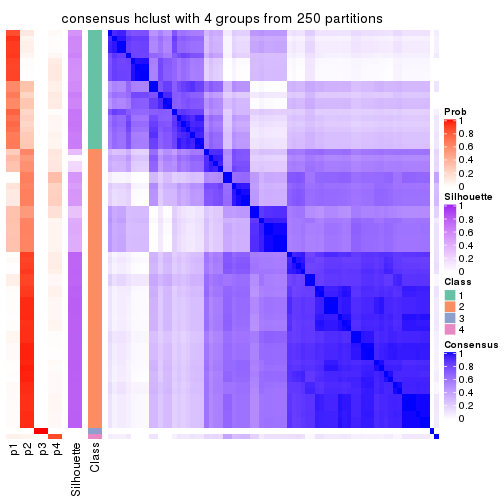 consensus hclust with 4 groups from 250 partitions
Prob
1
0.8
0.6
0.4
0.2
0
Silhouette
1
0.8
0.6
0.4
0.2
0
Class
1
2
3
4
Consensus
1
0.8
0.6
0.4
0.2
0
p1
p2
p3
p4
Silhouette
Class